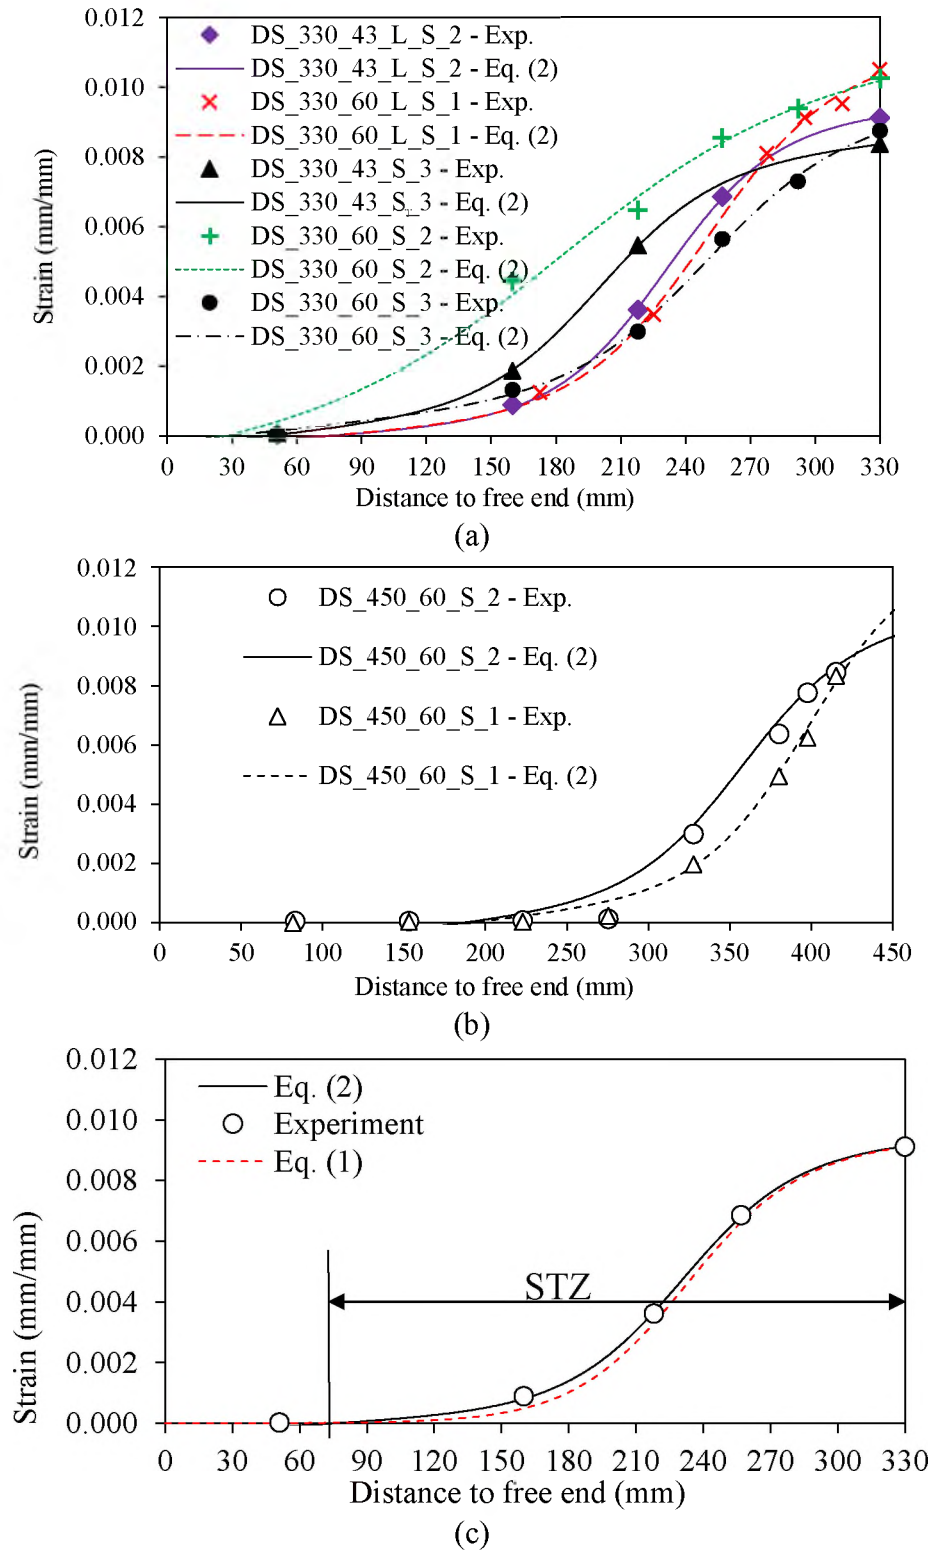 (a)
0.012
0.010
0.008
0.006
0.004
0.002
0.000
Strain (mm/mm)
DS_330_43_L_S_2 - Exp.
DS_330_43_L_S_2 - Eq. (2)
DS_330_60_L_S_1 - Exp.
DS_330_60_L_S_1 - Eq. (2)
DS_330_43_S_3 - Exp.
DS_330_43_S_3 - Eq. (2)
DS_330_60_S_2 - Exp.
DS_330_60_S_2 - Eq. (2)
DS_330_60_S_3 - Exp.
DS_330_60_S_3 - Eq. (2)
0 30 60 90 120 150 180 210 240 270 300 330
Distance to free end (mm)
(a)
0.012
0.010
0.008
0.006
0.004
0.002
0.000
Strain (mm/mm)
DS_450_60_S_2 - Exp.
DS_450_60_S_2 - Eq. (2)
DS_450_60_S_1 - Exp.
DS_450_60_S_1 - Eq. (2)
0 50 100 150 200 250 300 350 400 450
Distance to free end (mm)
(b)
0.012
0.010
0.008
0.006
0.004
0.002
0.000
Strain (mm/mm)
Eq. (2)
Experiment
Eq. (1)
STZ
0 30 60 90 120 150 180 210 240 270 300 330
Distance to free end (mm)
(c)